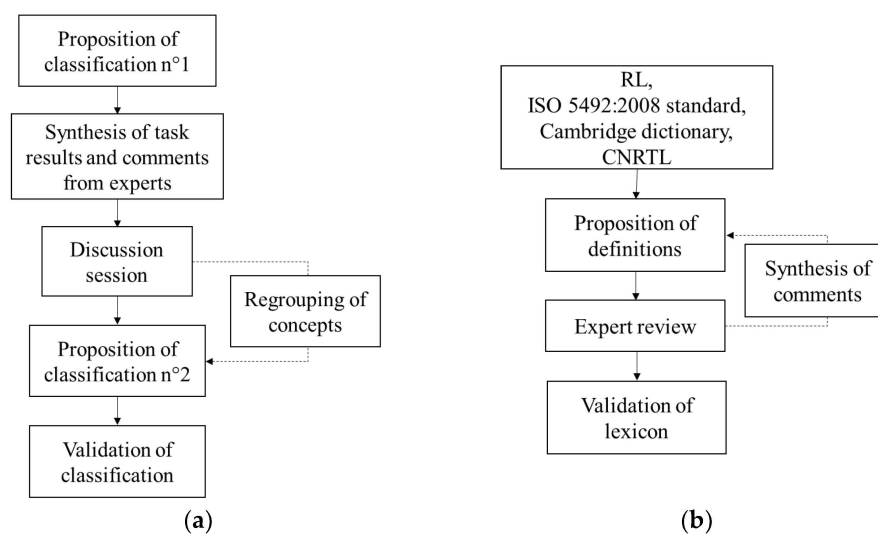 Proposition of
classification n°1
Synthesis of task
results and comments
from experts
Discussion
session
Regrouping of
concepts
Proposition of
classification n°2
Validation of
classification
(a)
RL,
ISO 5492:2008 standard,
Cambridge dictionary,
CNRTL
Proposition of
definitions
Synthesis of
comments
Expert review
Validation of
lexicon
(b)